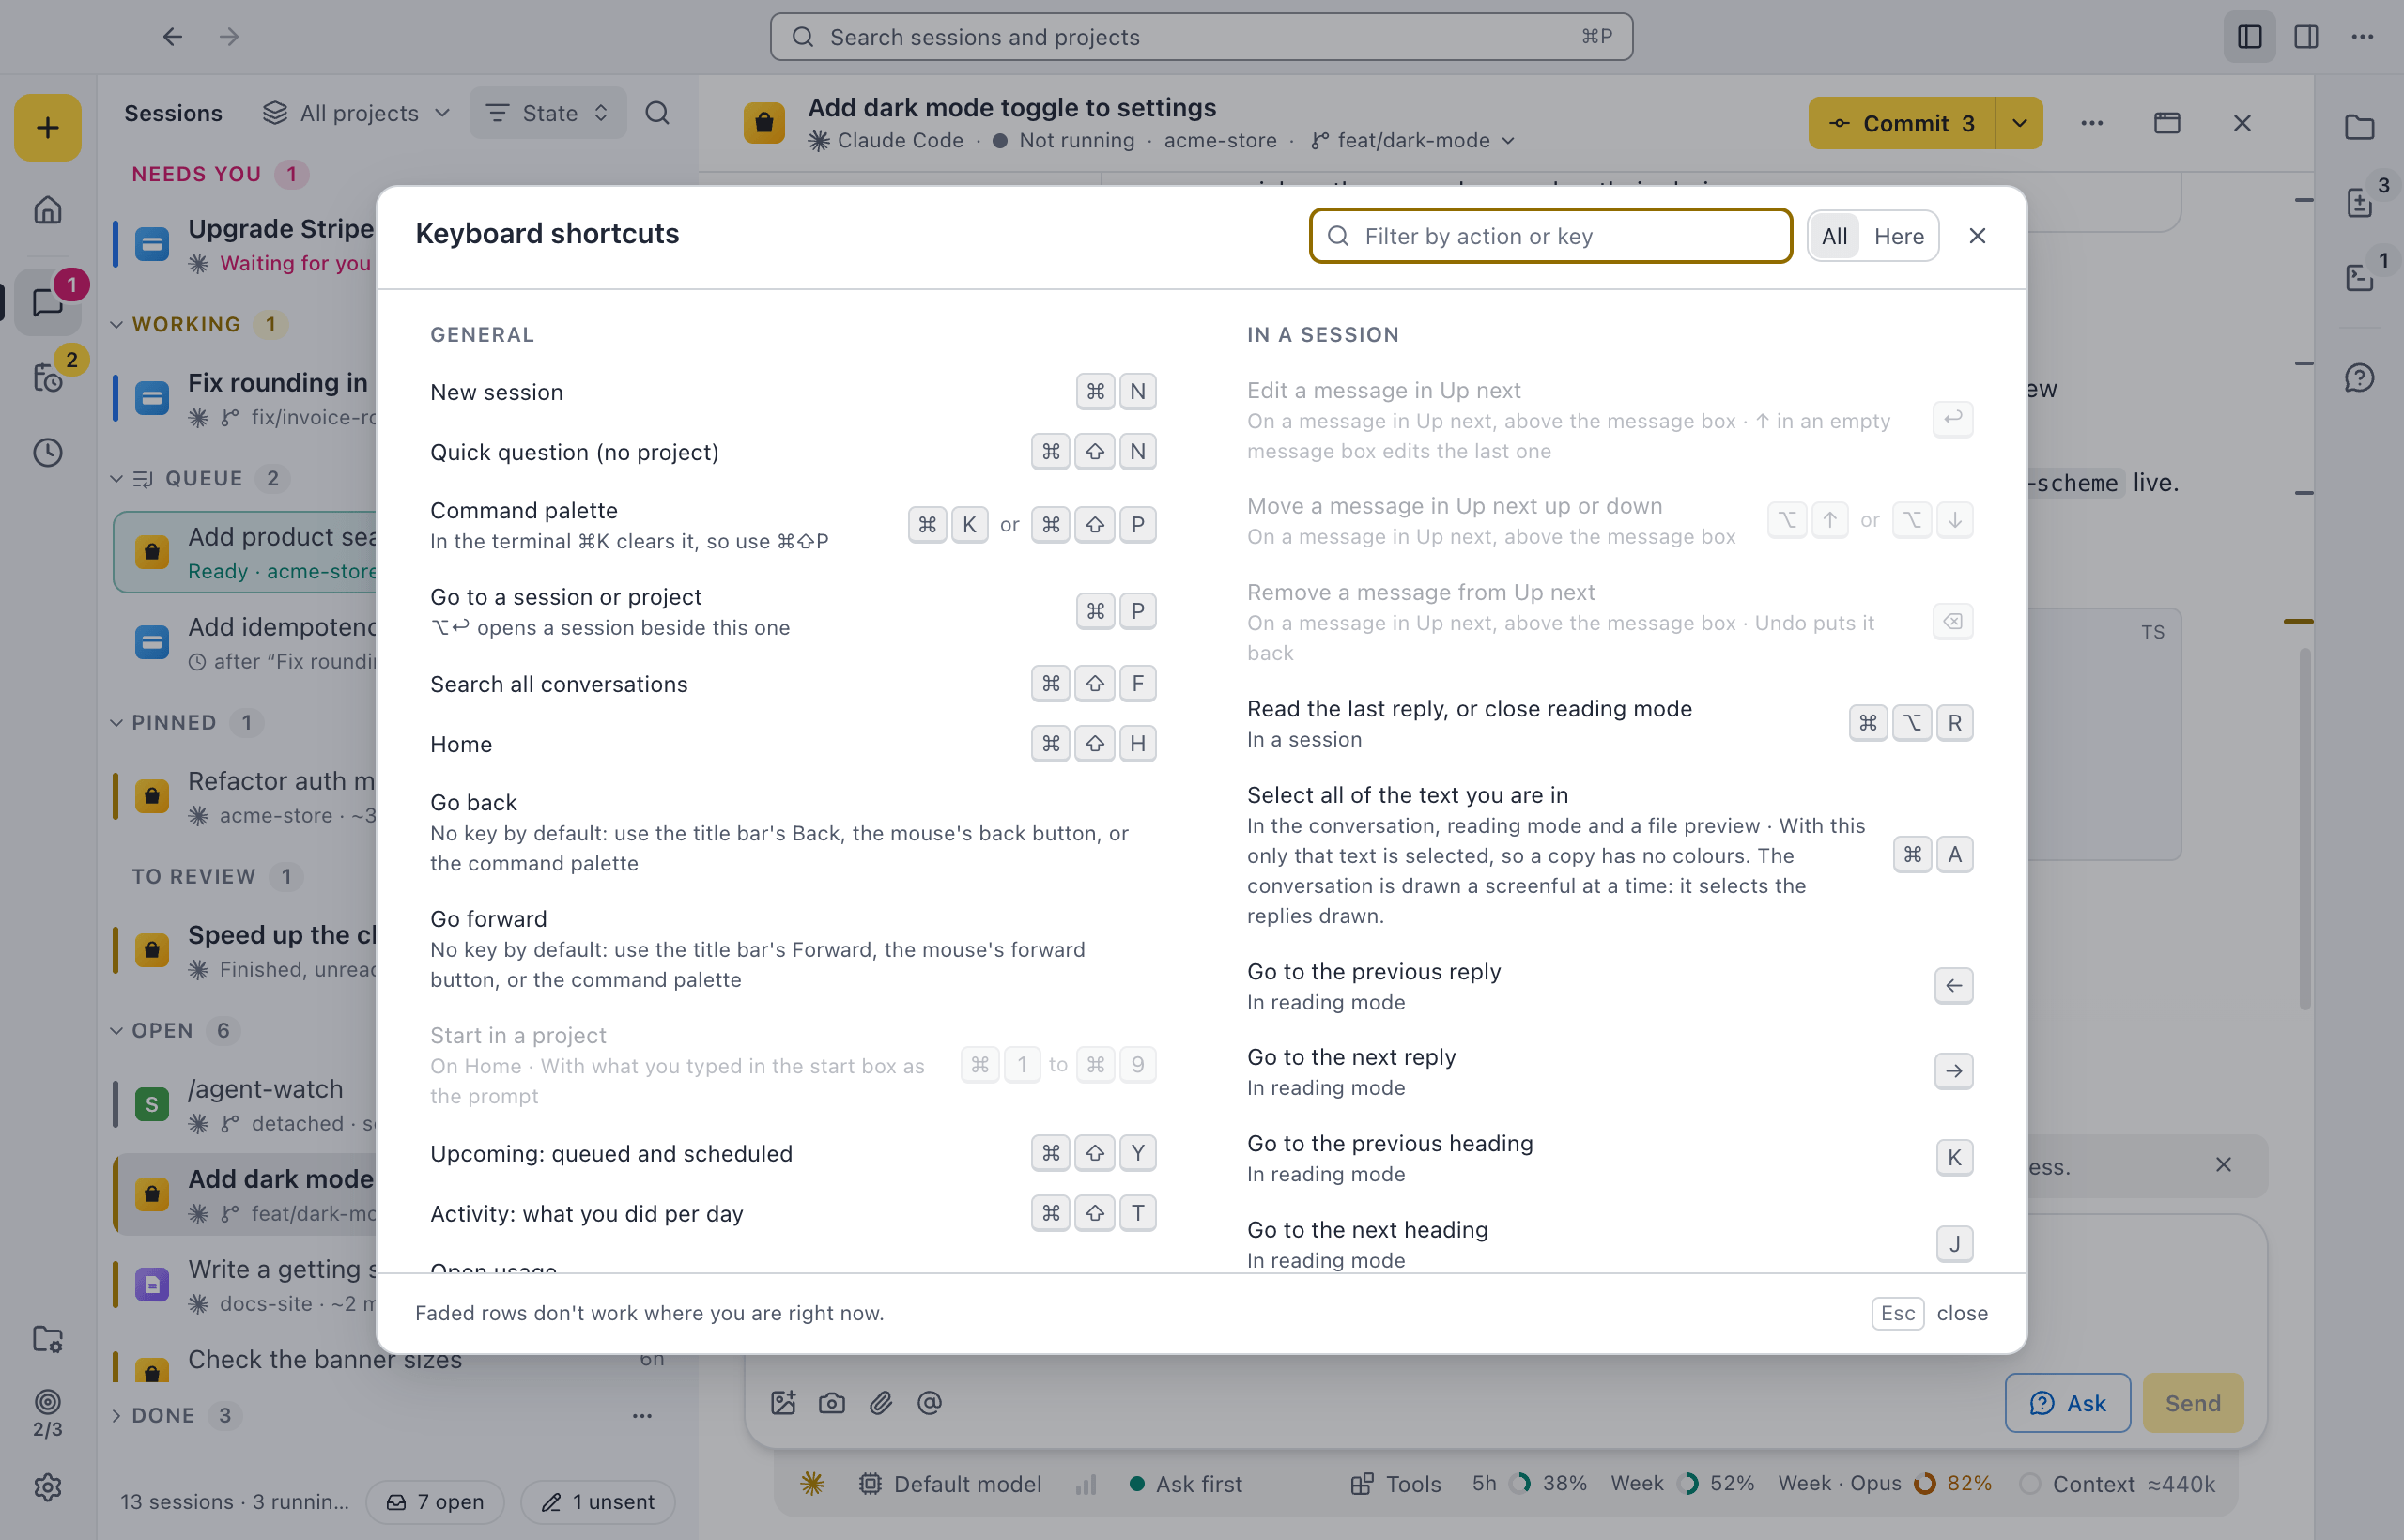 Search sessions and projects ⌘P
Sessions
All projects
State
Add dark mode toggle to settings
Claude Code · Not running · acme-store · feat/dark-mode
Commit 3
NEEDS YOU 1
Upgrade Stripe
Waiting for you
1
WORKING 1
2
Fix rounding in
fix/invoice-ro
QUEUE 2
Add product sea
Ready · acme-store
Add idempotenc
after “Fix roundin
PINNED 1
Refactor auth m
acme-store · ~3
TO REVIEW 1
Speed up the cl
Finished, unread
OPEN 6
S
/agent-watch
detached · s
Add dark mode
feat/dark-mo
Write a getting s
docs-site · ~2 m
Check the banner sizes 6h
2/3
DONE 3
13 sessions · 3 runnin...
7 open
1 unsent
Keyboard shortcuts
Filter by action or key
All Here
GENERAL
New session ⌘ N
Quick question (no project) ⌘ ⇧ N
Command palette ⌘ K or ⌘ ⇧ P
In the terminal ⌘K clears it, so use ⌘⇧P
Go to a session or project ⌘ P
⌥↩ opens a session beside this one
Search all conversations ⌘ ⇧ F
Home ⌘ ⇧ H
Go back
No key by default: use the title bar's Back, the mouse's back button, or
the command palette
Go forward
No key by default: use the title bar's Forward, the mouse's forward
button, or the command palette
Start in a project ⌘ 1 to ⌘ 9
On Home · With what you typed in the start box as
the prompt
Upcoming: queued and scheduled ⌘ ⇧ Y
Activity: what you did per day ⌘ ⇧ T
Open usage
IN A SESSION
Edit a message in Up next ↩
On a message in Up next, above the message box · ↑ in an empty
message box edits the last one
Move a message in Up next up or down ⌥ ↑ or ⌥ ↓
On a message in Up next, above the message box
Remove a message from Up next ⌫
On a message in Up next, above the message box · Undo puts it
back
Read the last reply, or close reading mode ⌘ ⌥ R
In a session
Select all of the text you are in ⌘ A
In the conversation, reading mode and a file preview · With this
only that text is selected, so a copy has no colours. The
conversation is drawn a screenful at a time: it selects the
replies drawn.
Go to the previous reply ←
In reading mode
Go to the next reply →
In reading mode
Go to the previous heading K
In reading mode
Go to the next heading J
In reading mode
Faded rows don't work where you are right now.
Esc close
ew
-scheme live.
TS
ess.
Ask
Send
Default model
Ask first
Tools
5h 38%
Week 52%
Week · Opus 82%
Context ≈440k
3
1